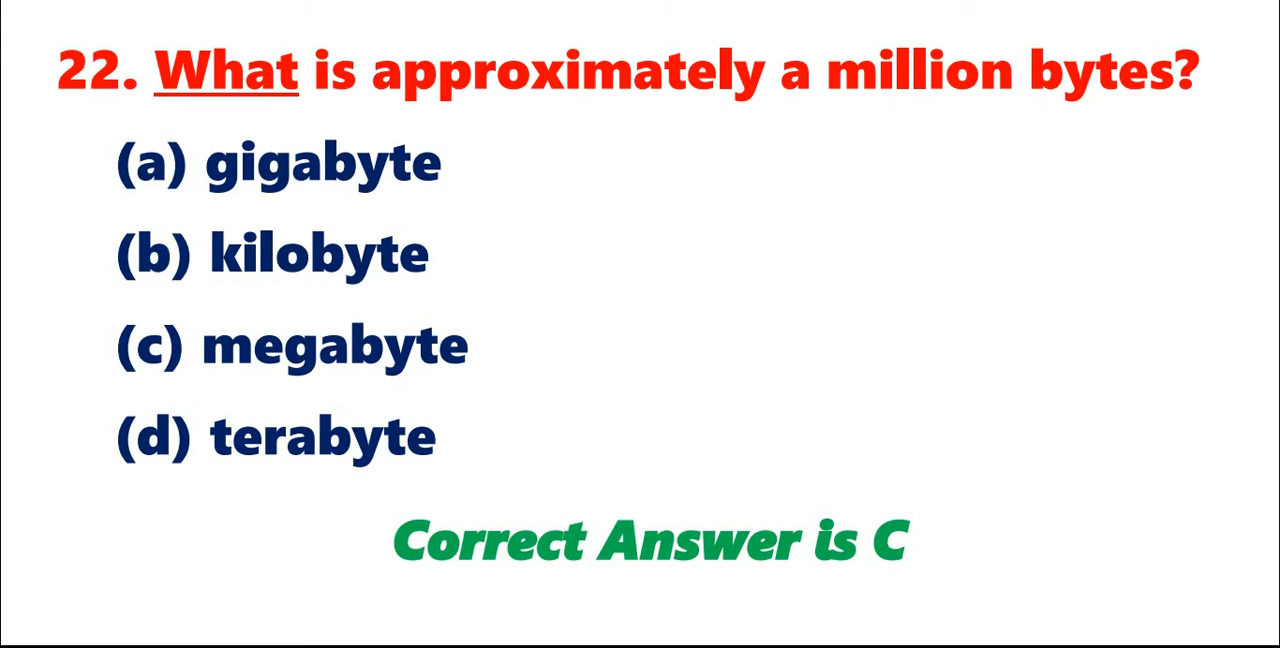 22. What is approximately a million bytes?
(a) gigabyte
(b) kilobyte
(c) megabyte
(d) terabyte
Correct Answer is C